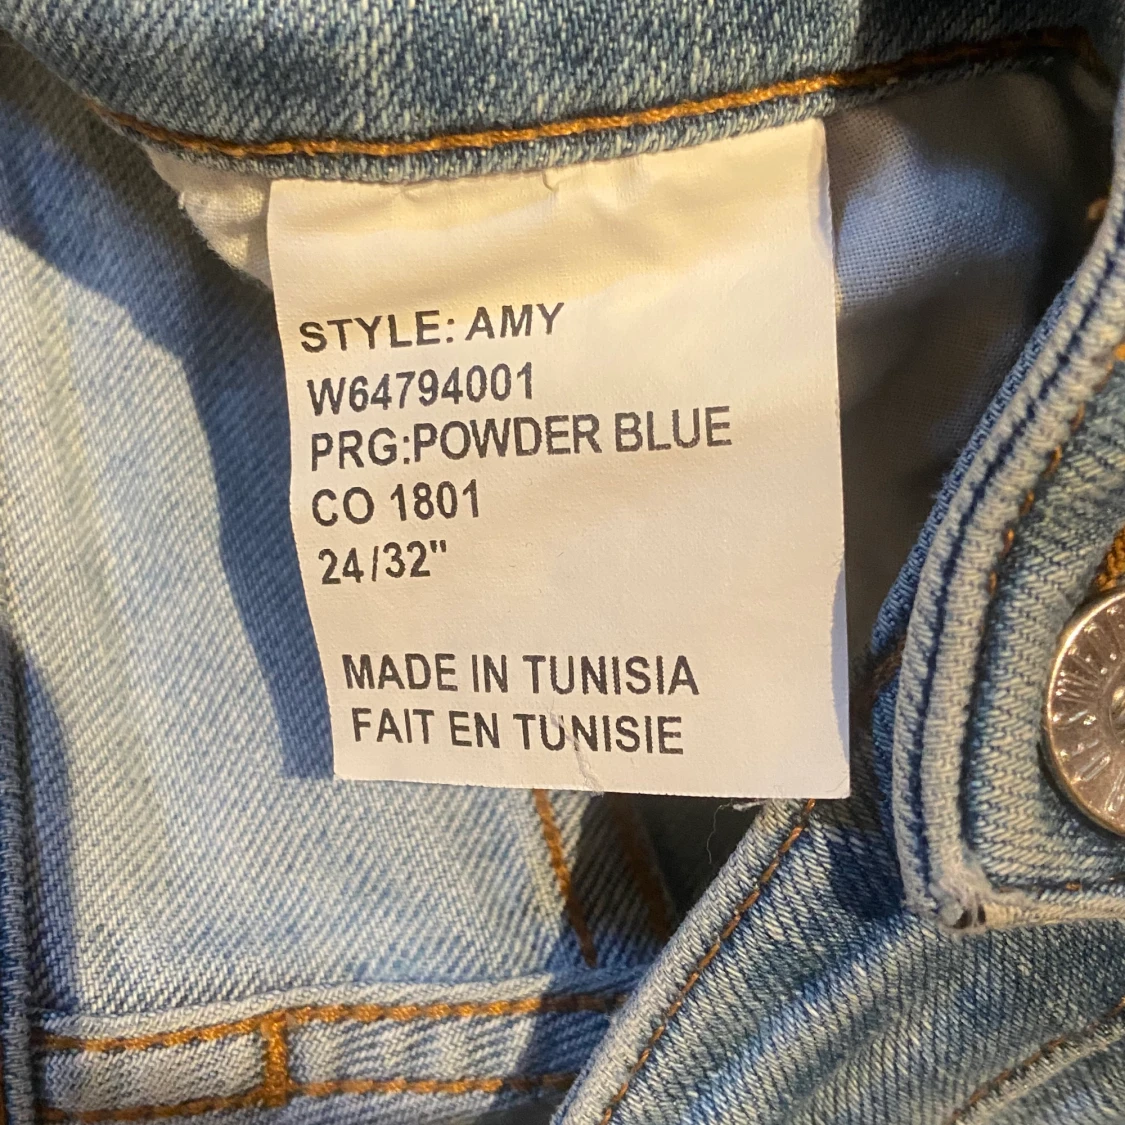 STYLE: AMY
W64794001
PRG:POWDER BLUE
CO 1801
24/32"
MADE IN TUNISIA
FAIT EN TUNISIE